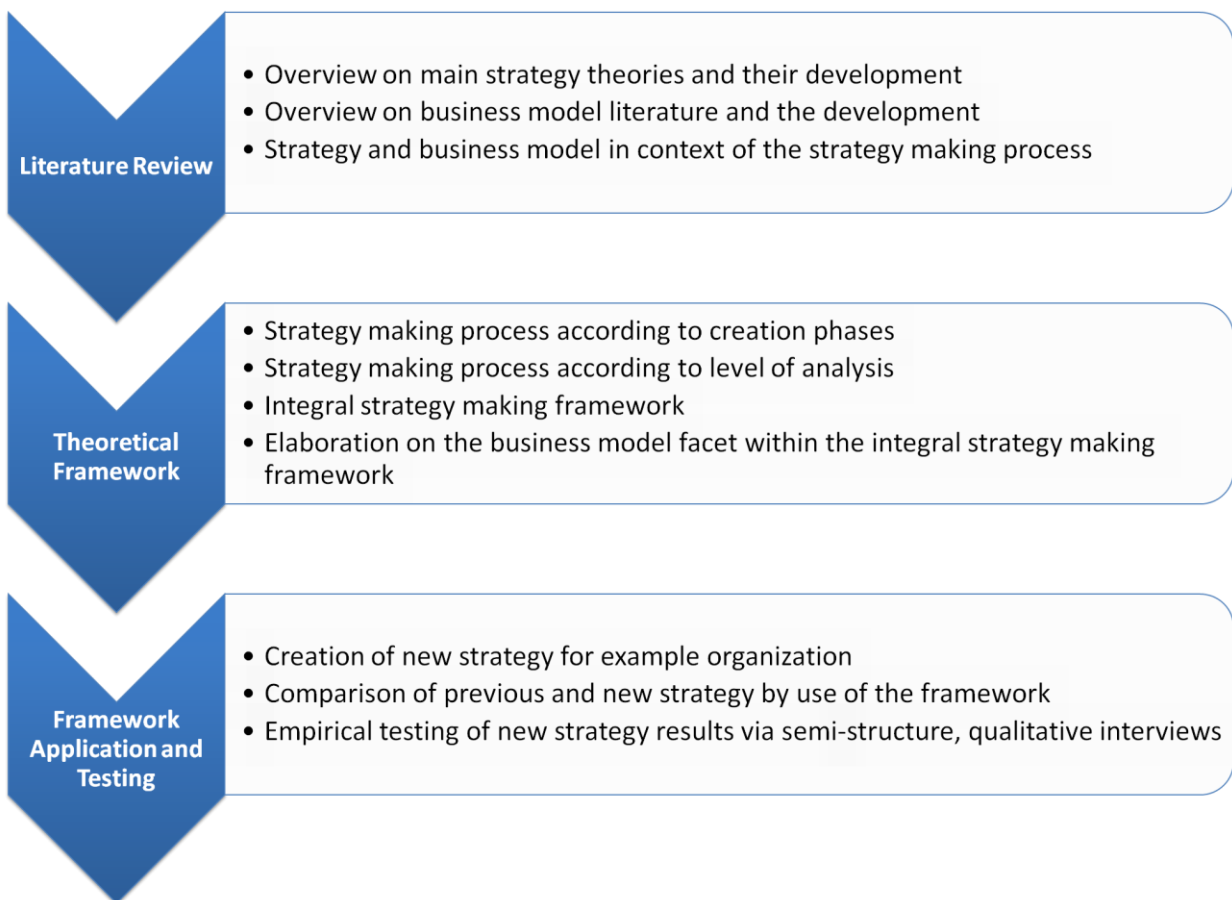 Literature Review
• Overview on main strategy theories and their development
• Overview on business model literature and the development
• Strategy and business model in context of the strategy making process
Theoretical
Framework
• Strategy making process according to creation phases
• Strategy making process according to level of analysis
• Integral strategy making framework
• Elaboration on the business model facet within the integral strategy making
framework
Framework
Application and
Testing
• Creation of new strategy for example organization
• Comparison of previous and new strategy by use of the framework
• Empirical testing of new strategy results via semi-structure, qualitative interviews